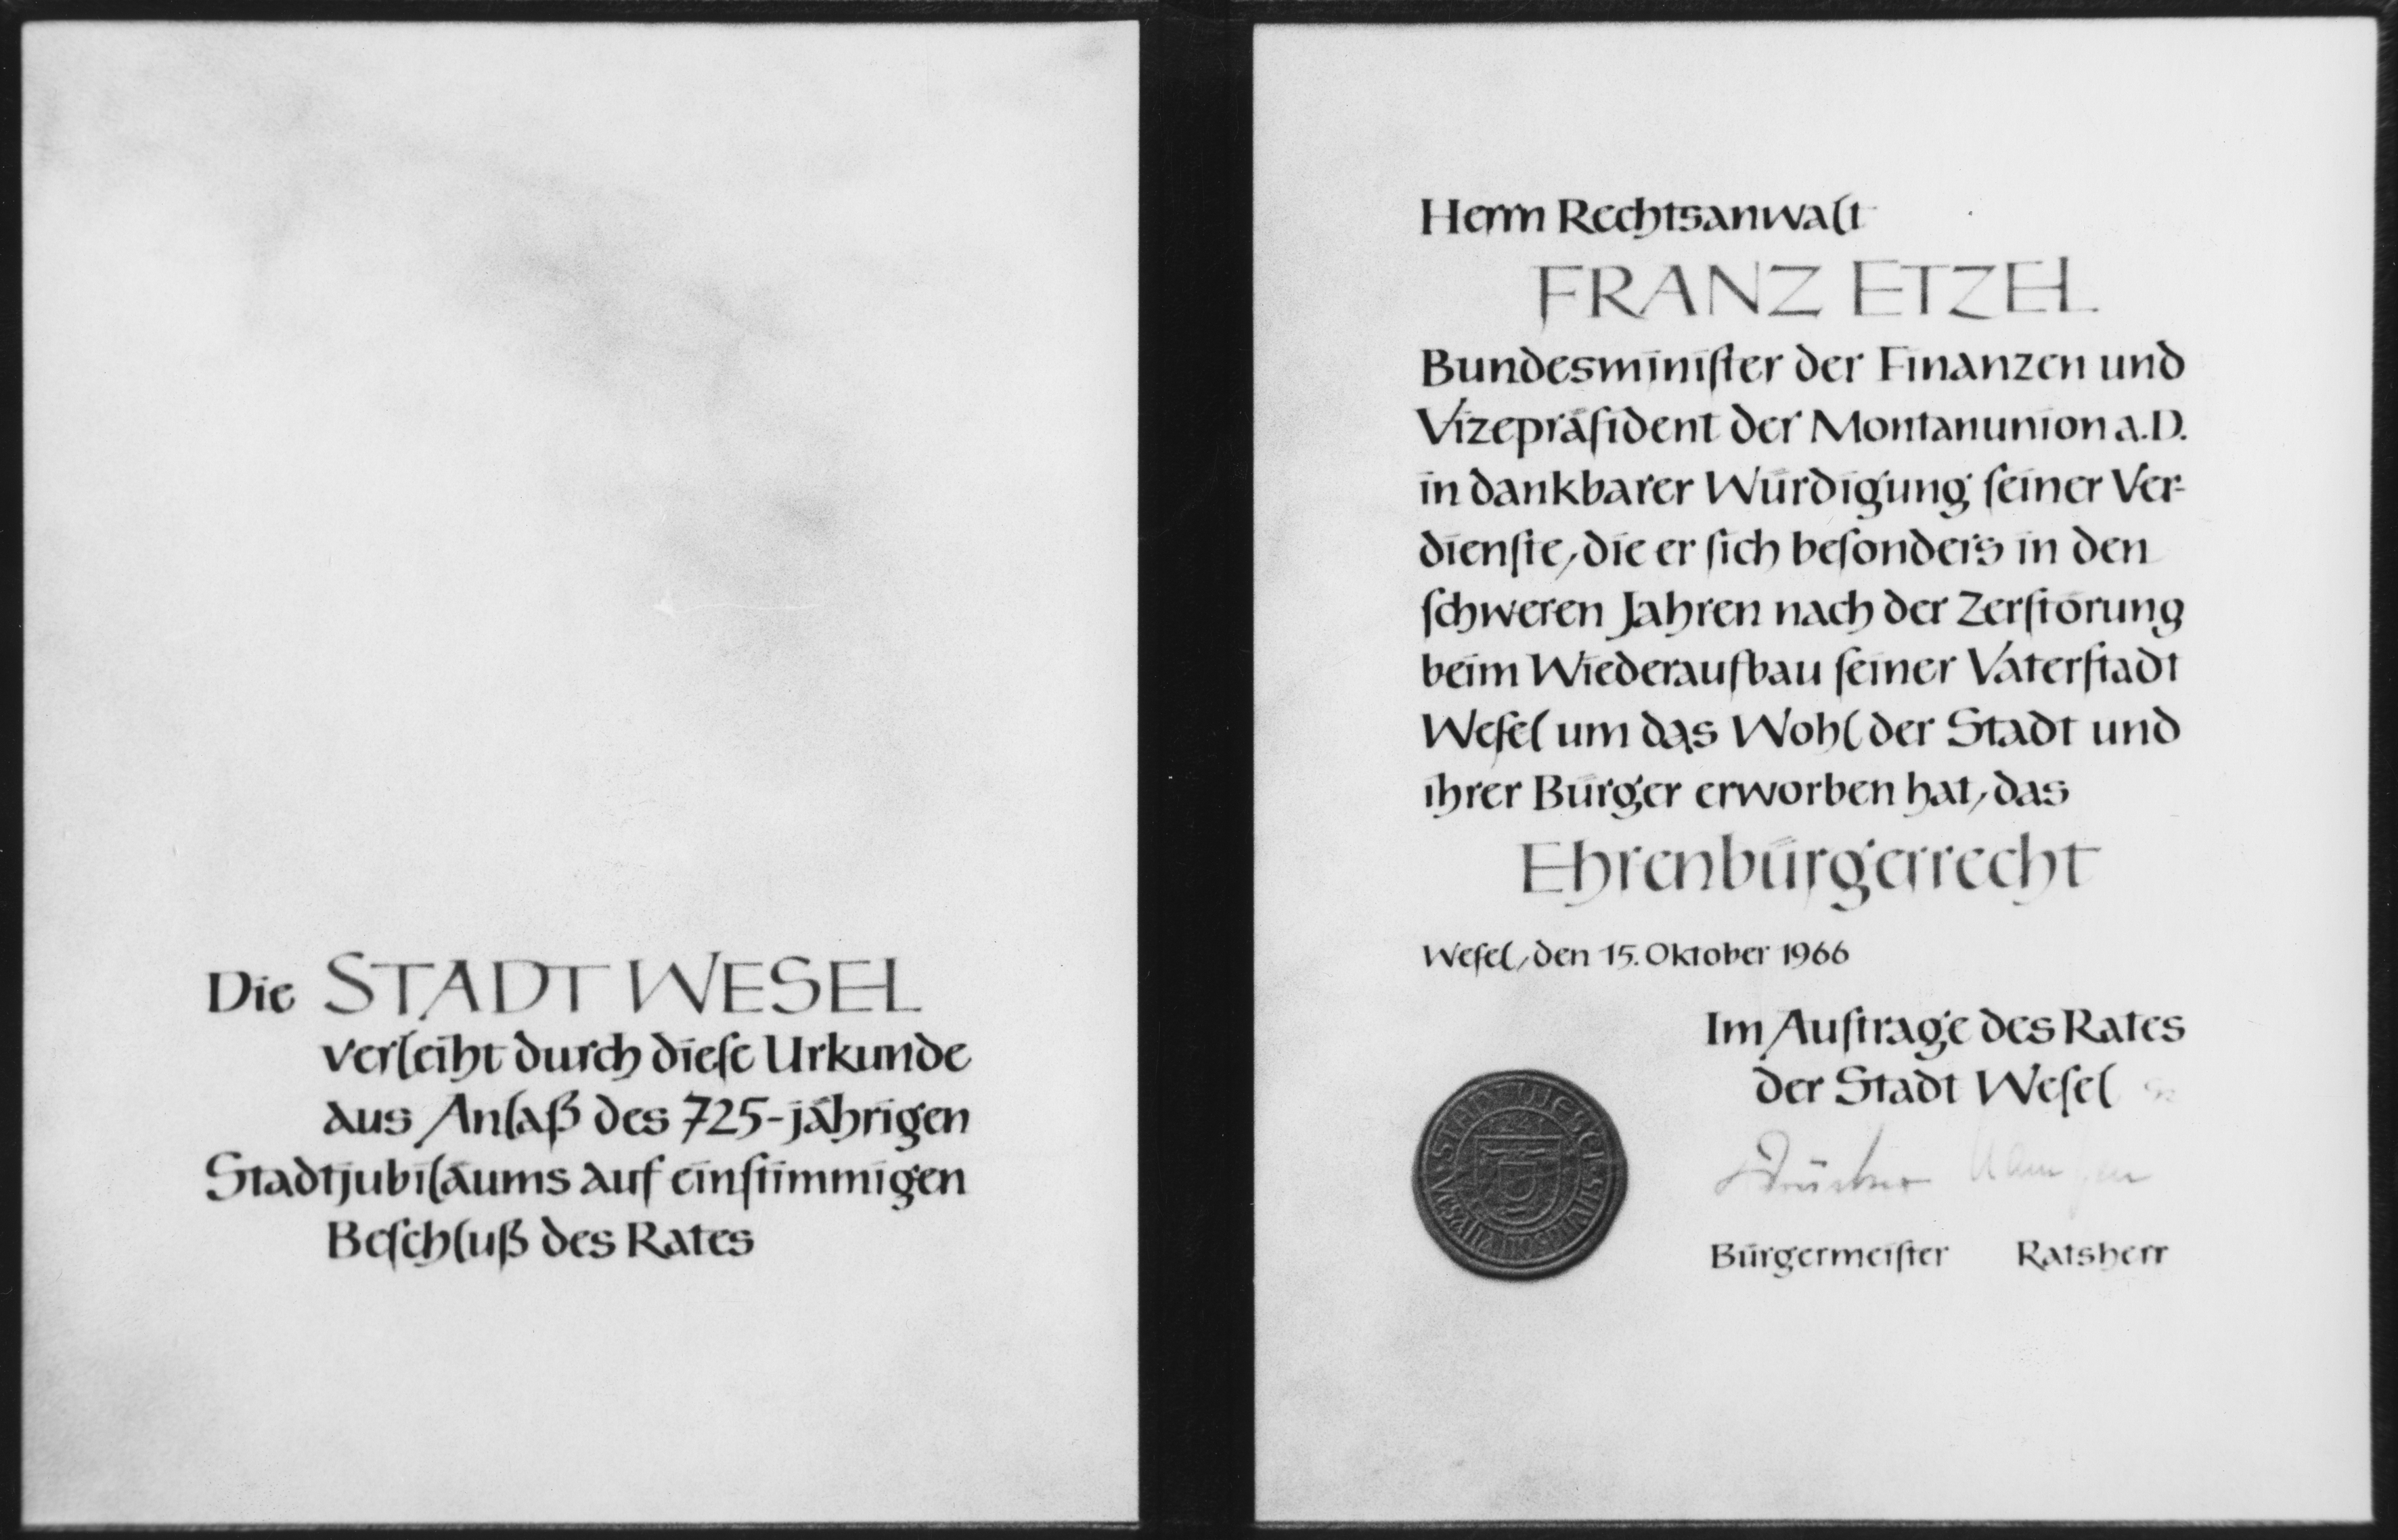 Die STADT WESEL
verleiht durch diese Urkunde
aus Anlaß des 725-jährigen
Stadtjubiläums auf einstimmigen
Beschluß des Rates
Herrn Rechtsanwalt
FRANZ ETZEL
Bundesminister der Finanzen und
Vizepräsident der Montanunion a.D.
in dankbarer Würdigung seiner Ver-
dienste, die er sich besonders in den
schweren Jahren nach der Zerstörung
beim Wiederaufbau seiner Vaterstadt
Wesel um das Wohl der Stadt und
ihrer Bürger erworben hat, das
Ehrenbürgerrecht
Wesel, den 15. Oktober 1966
Im Auftrage des Rates
der Stadt Wesel
STADT WESEL
Bürgermeister Ratsherr